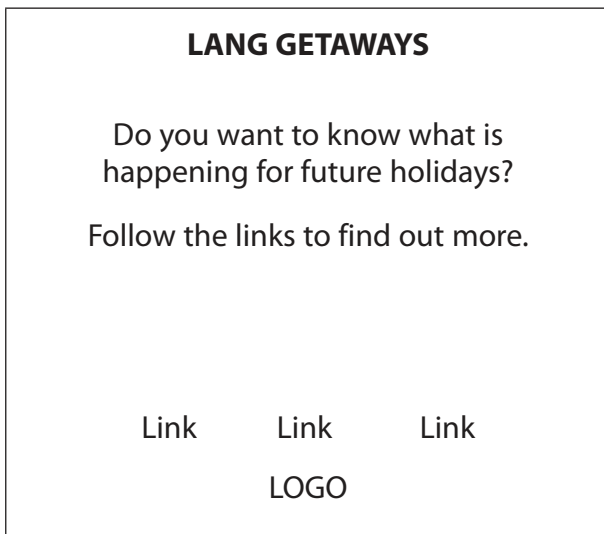 LANG GETAWAYS
Do you want to know what is
happening for future holidays?
Follow the links to find out more.
Link Link Link
LOGO